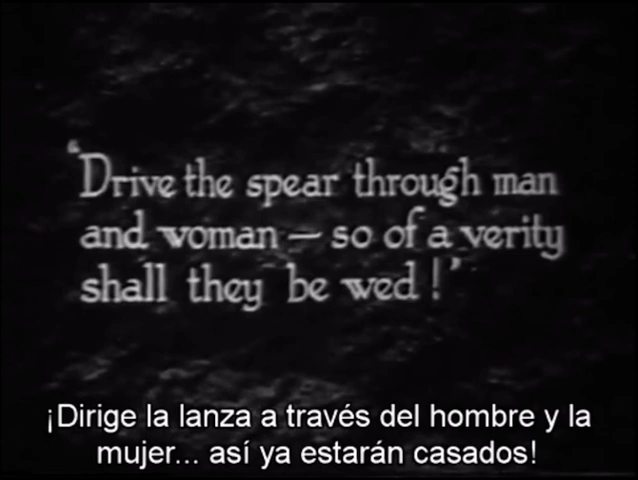 "Drive the spear through man
and woman — so of a verity
shall they be wed!"
¡Dirige la lanza a través del hombre y la
mujer... así ya estarán casados!